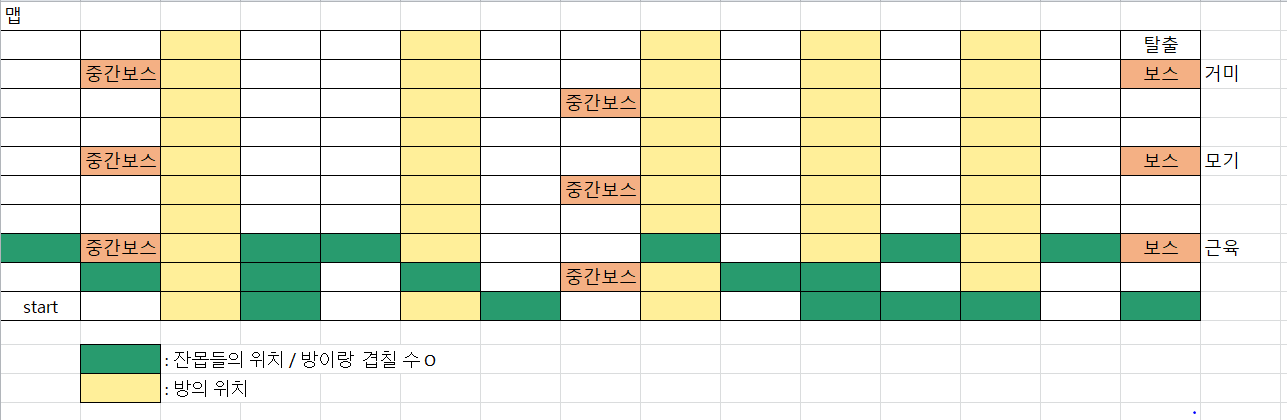 맵
탈출
중간보스 보스 거미
중간보스
중간보스 보스 모기
중간보스
중간보스 보스 근육
중간보스
start
: 잔몹들의 위치 / 방이랑 겹칠 수 O
: 방의 위치